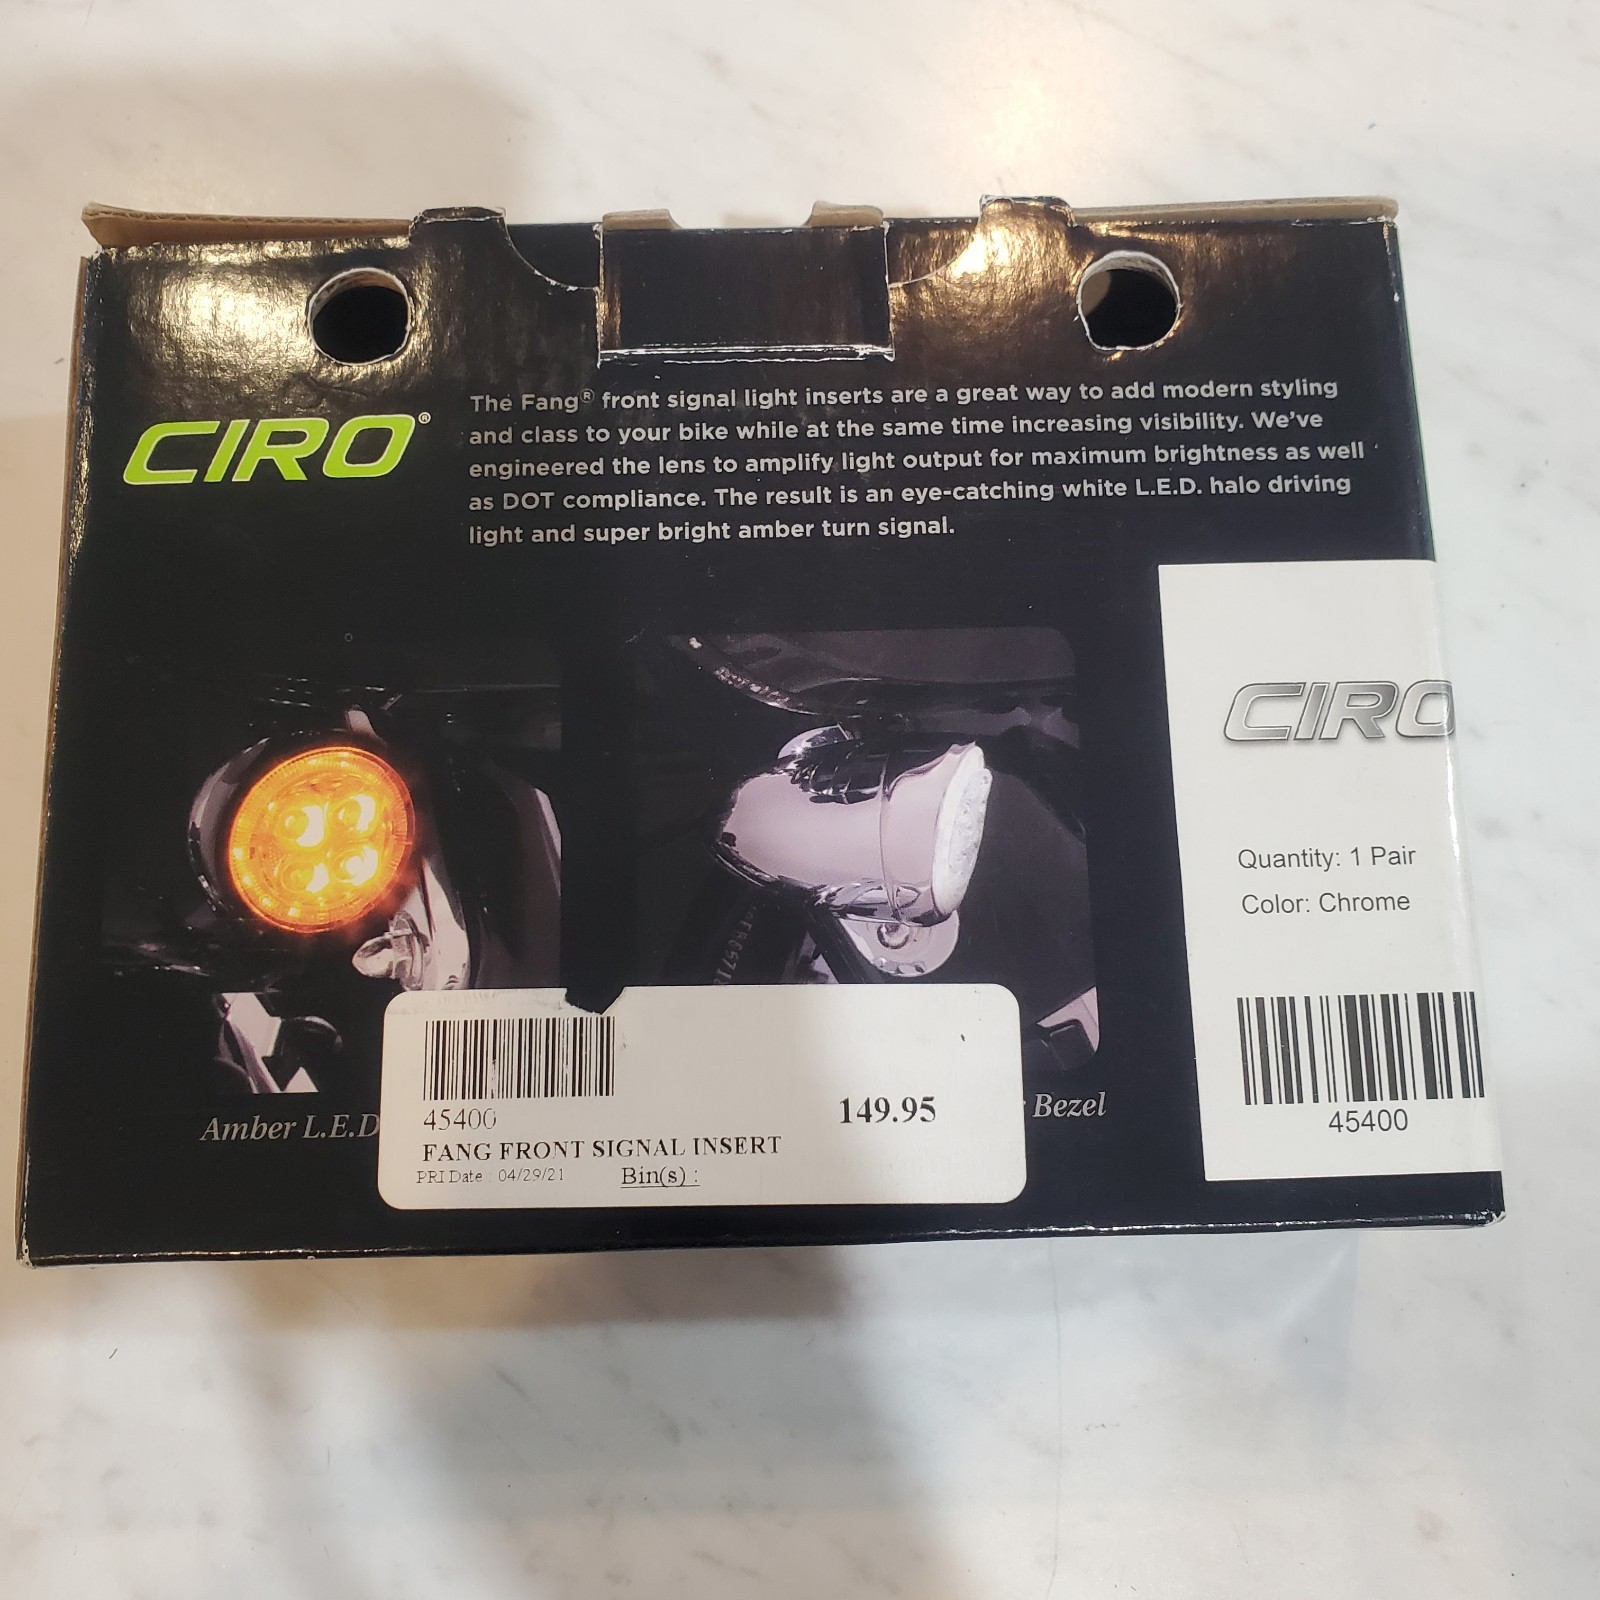 CIRO®
The Fang® front signal light inserts are a great way to add modern styling
and class to your bike while at the same time increasing visibility. We've
engineered the lens to amplify light output for maximum brightness as well
as DOT compliance. The result is an eye-catching white L.E.D. halo driving
light and super bright amber turn signal.
CIRO
Quantity: 1 Pair
Color: Chrome
45400
Amber L.E.D
Bezel
45400
149.95
FANG FRONT SIGNAL INSERT
PRI Date : 04/29/21 Bin(s) :